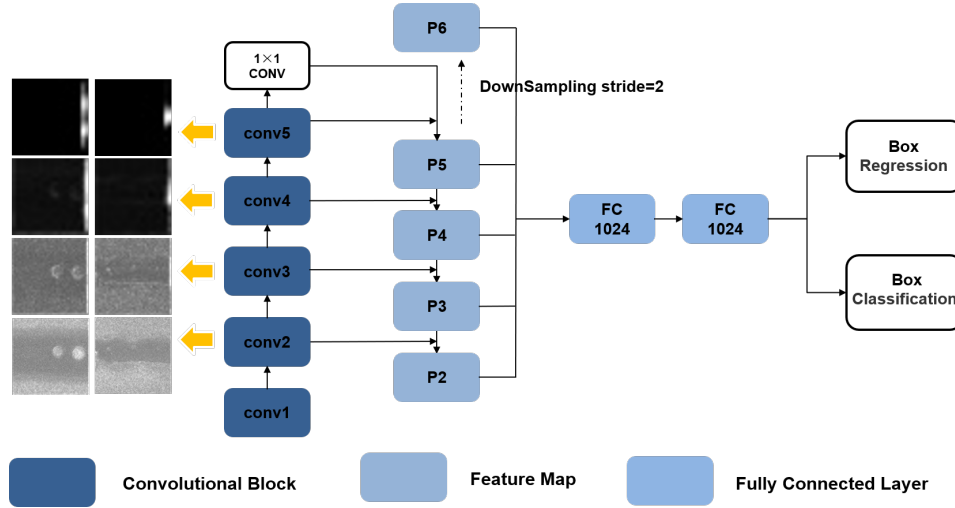 P6
1×1
CONV
DownSampling stride=2
conv5
P5
conv4
P4
conv3
P3
conv2
P2
conv1
FC
1024
FC
1024
Box
Regression
Box
Classification
Convolutional Block
Feature Map
Fully Connected Layer